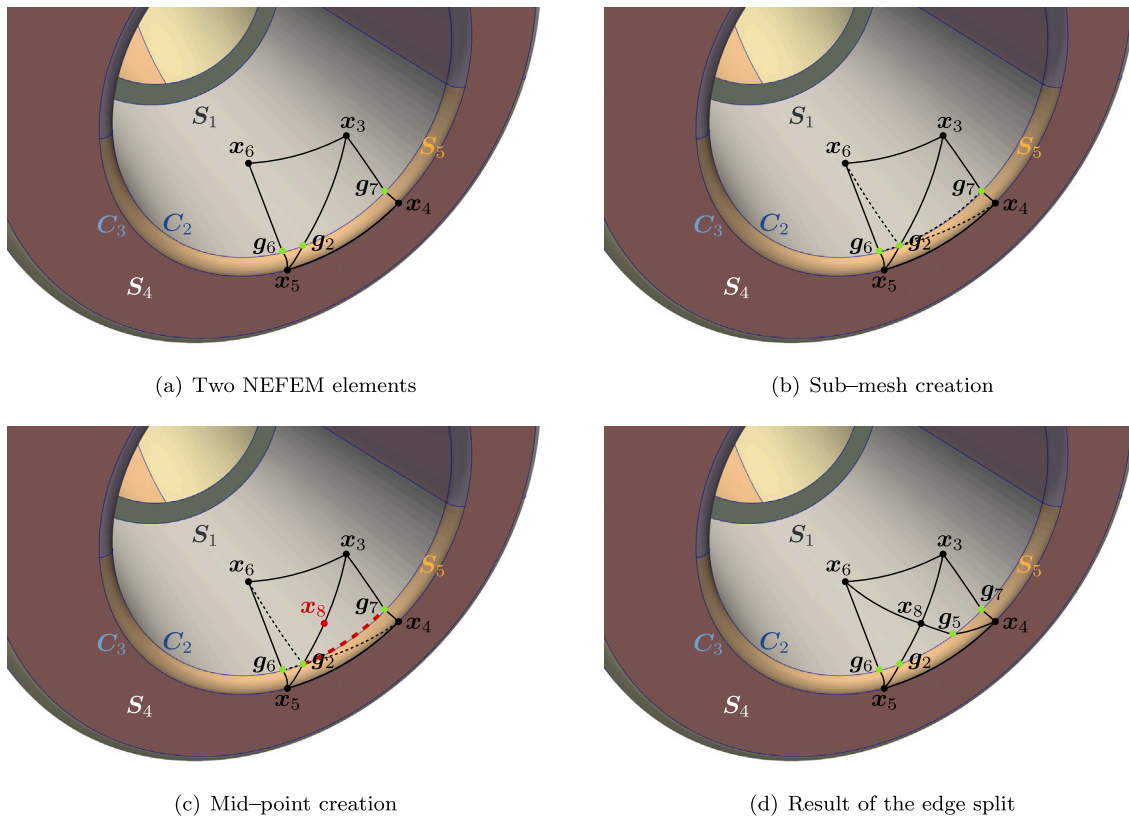 S₁
x₃
x₆
S₅
g₇
x₄
C₃
C₂
g₆
g₂
x₅
S₄
(a) Two NEFEM elements
S₁
x₃
x₆
S₅
g₇
x₄
C₃
C₂
g₆
g₂
x₅
S₄
(b) Sub–mesh creation
S₁
x₃
x₆
S₅
x₈
g₇
x₄
C₃
C₂
g₆
g₂
x₅
S₄
(c) Mid–point creation
S₁
x₃
x₆
S₅
x₈
g₇
g₅
x₄
C₃
C₂
g₆
g₂
x₅
S₄
(d) Result of the edge split